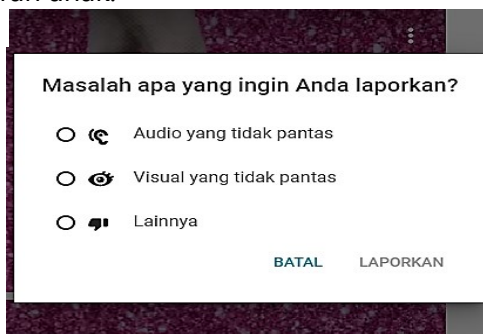 Masalah apa yang ingin Anda laporkan?
Audio yang tidak pantas
Visual yang tidak pantas
Lainnya
BATAL LAPORKAN